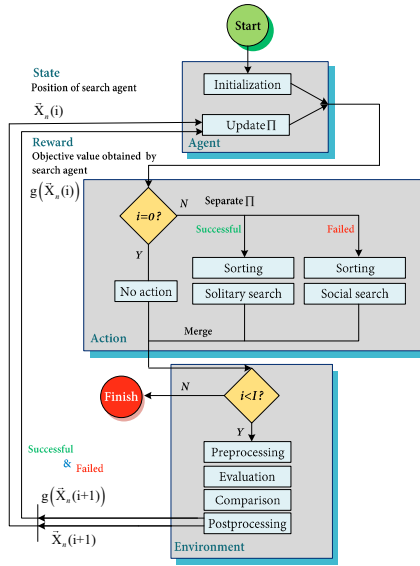 Start
State
Position of search agent
X⃗ₙ(i)
Initialization
Update∏
Agent
Reward
Objective value obtained by
search agent
g(X⃗ₙ(i))
i=0?
N
Separate∏
Successful
Failed
Y
Sorting
Sorting
No action
Solitary search
Social search
Merge
Action
Finish
N
i<I?
Y
Preprocessing
Evaluation
Comparison
Postprocessing
Environment
Successful
& Failed
g(X⃗ₙ(i+1))
X⃗ₙ(i+1)